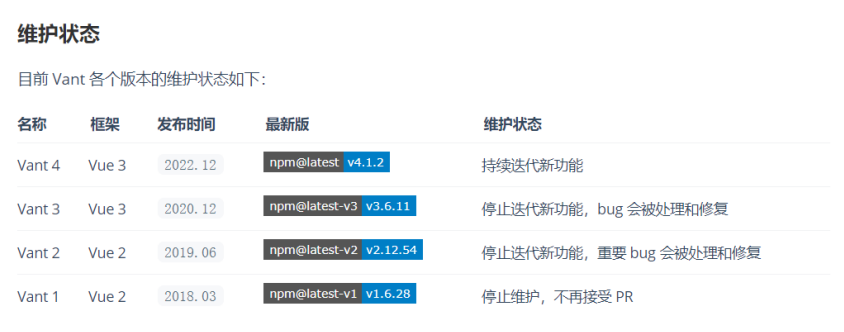 维护状态
目前 Vant 各个版本的维护状态如下：
名称 框架 发布时间 最新版 维护状态
Vant 4 Vue 3 2022.12 npm@latest v4.1.2 持续迭代新功能
Vant 3 Vue 3 2020.12 npm@latest-v3 v3.6.11 停止迭代新功能，bug 会被处理和修复
Vant 2 Vue 2 2019.06 npm@latest-v2 v2.12.54 停止迭代新功能，重要 bug 会被处理和修复
Vant 1 Vue 2 2018.03 npm@latest-v1 v1.6.28 停止维护，不再接受 PR